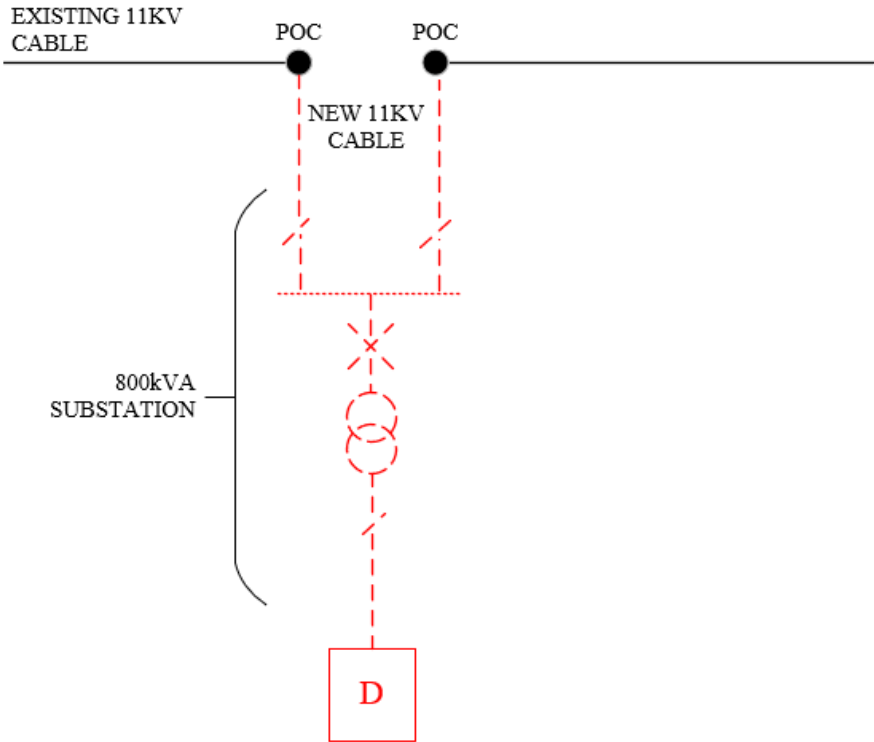 EXISTING 11KV
CABLE
POC
POC
NEW 11KV
CABLE
800kVA
SUBSTATION
D